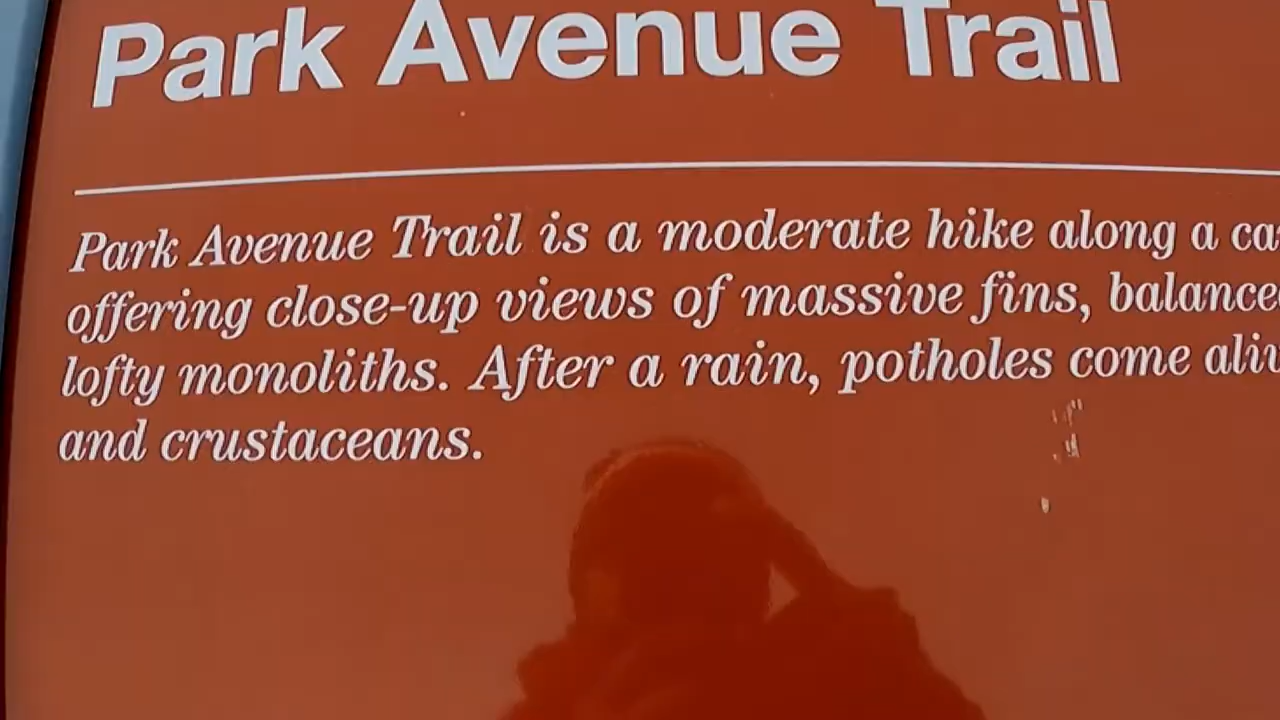 Park Avenue Trail
Park Avenue Trail is a moderate hike along a
offering close-up views of massive fins,
lofty monoliths. After a rain, potholes come
and crustaceans.